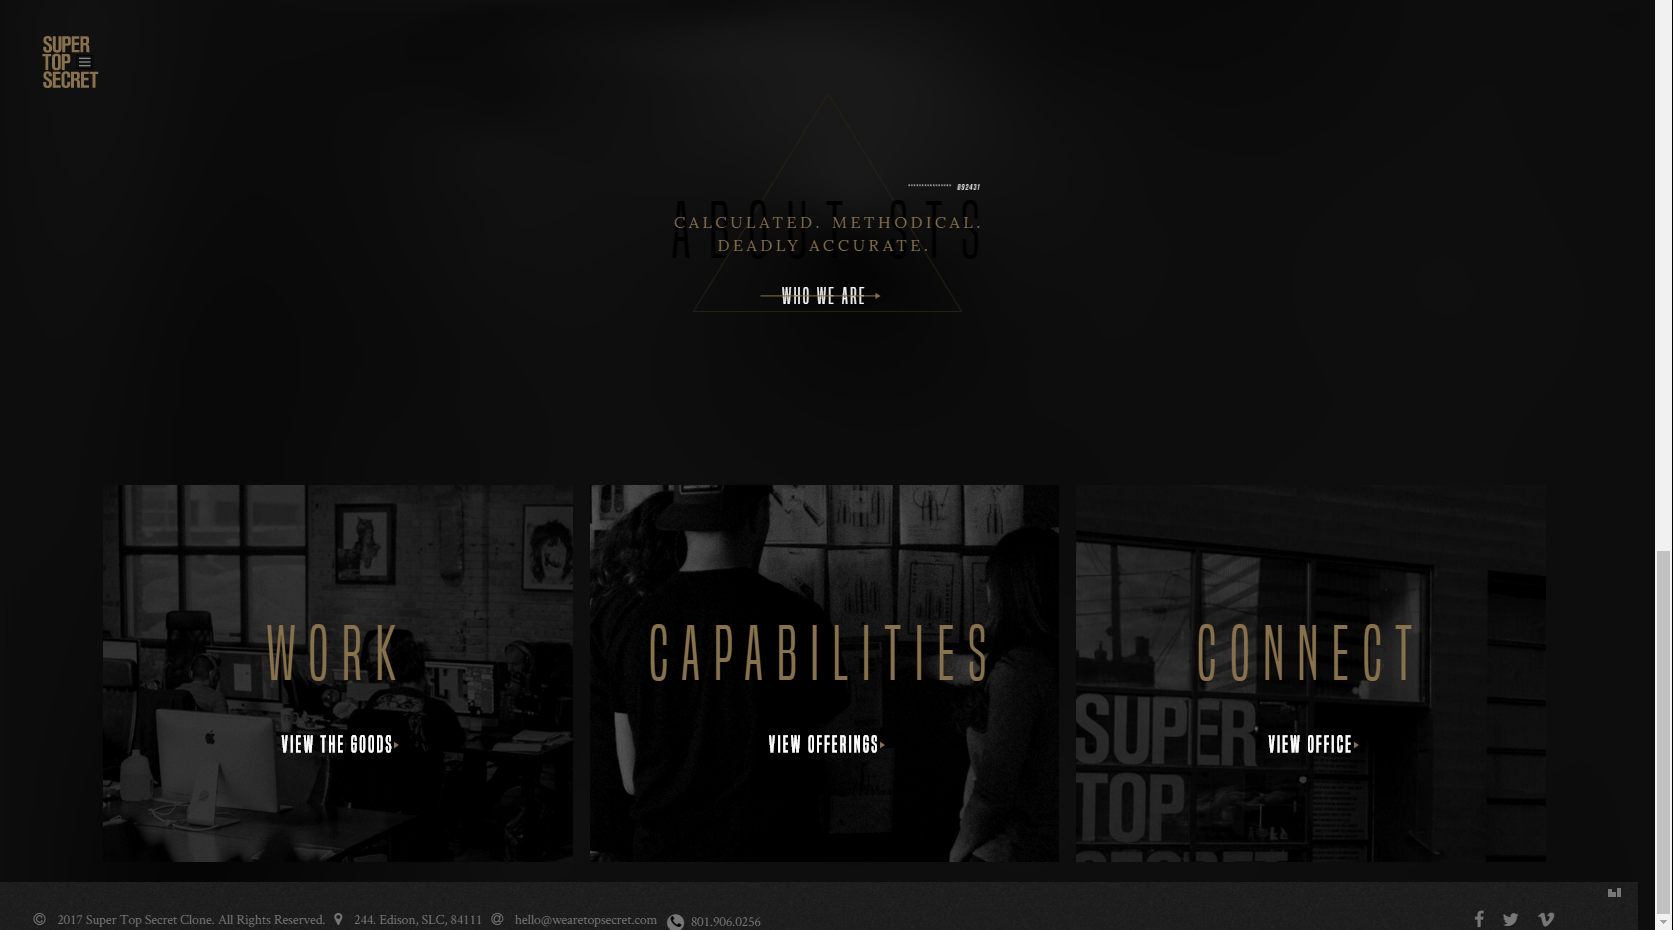 SUPER
TOP
SECRET
892431
ABOUT STS
CALCULATED. METHODICAL.
DEADLY ACCURATE.
WHO WE ARE
WORK
VIEW THE GOODS
CAPABILITIES
VIEW OFFERINGS
CONNECT
VIEW OFFICE
SUPER
TOP
SECRET
© 2017 Super Top Secret Clone. All Rights Reserved. 244. Edison, SLC, 84111 @ hello@wearetopsecret.com 801.906.0256